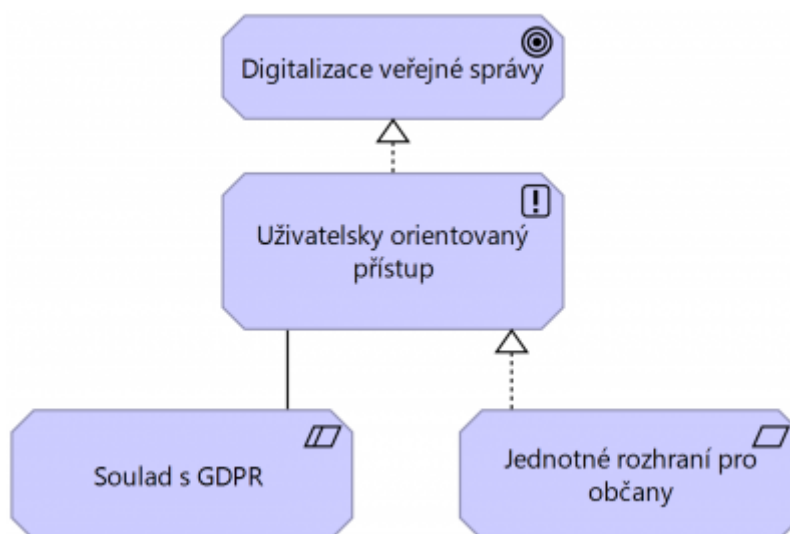 Digitalizace veřejné správy
Uživatelsky orientovaný
přístup
Soulad s GDPR
Jednotné rozhraní pro
občany